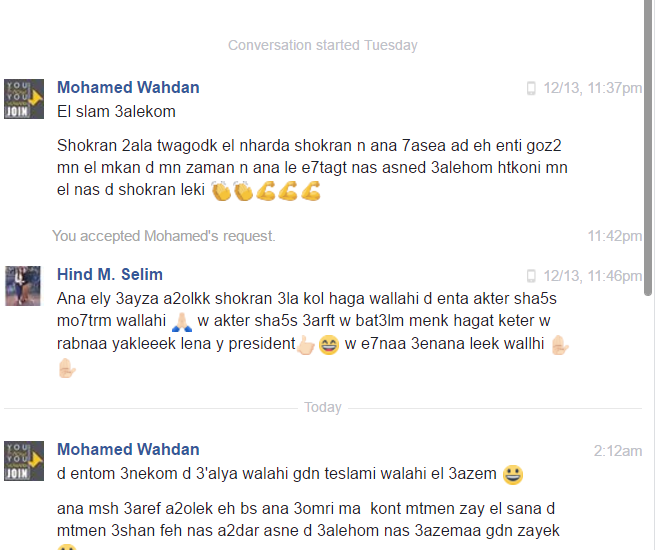 Conversation started Tuesday
Mohamed Wahdan
12/13, 11:37pm
El slam 3alekom
Shokran 2ala twagodk el nharda shokran n ana 7asea ad eh enti goz2
mn el mkan d mn zaman n ana le e7tagt nas asned 3alehom htkoni mn
el nas d shokran leki 👏👏💪💪💪
You accepted Mohamed's request.
11:42pm
Hind M. Selim
12/13, 11:46pm
Ana ely 3ayza a2olkk shokran 3la kol haga wallahi d enta akter sha5s
mo7trm wallahi 🙏 w akter sha5s 3arft w bat3lm menk hagat keter w
rabnaa yakleeek lena y president👍😄 w e7naa 3enana leek wallhi ✋
✋
Today
Mohamed Wahdan
2:12am
d entom 3nekom d 3'alya walahi gdn teslami walahi el 3azem 😃
ana msh 3aref a2olek eh bs ana 3omri ma kont mtmen zay el sana d
mtmen 3shan feh nas a2dar asne d 3alehom nas 3azemaa gdn zayek
YOU
YOU
JOIN
YOU
YOU
JOIN